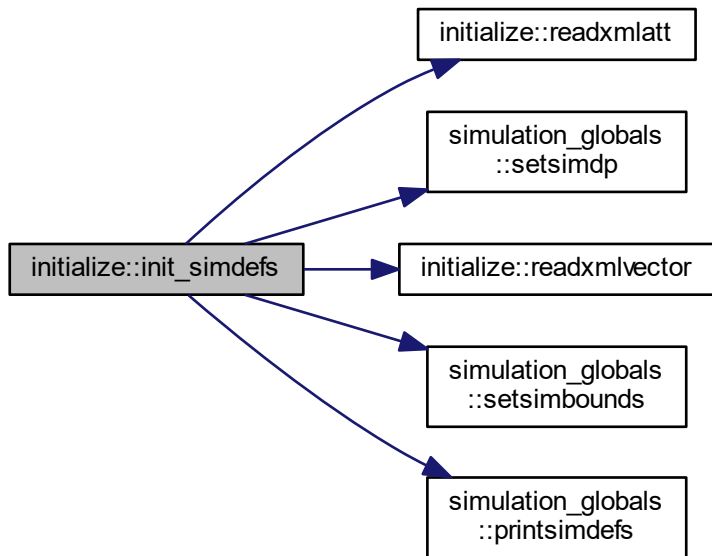 initialize::readxmlatt
simulation_globals
::setsimdp
initialize::init_simdefs
initialize::readxmlvector
simulation_globals
::setsimbounds
simulation_globals
::printsimdefs